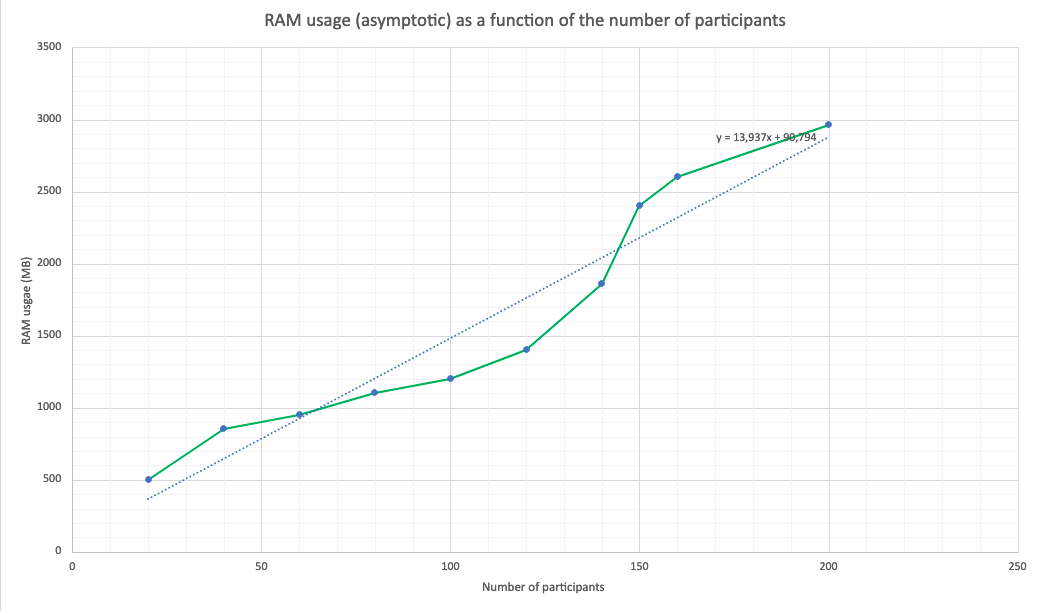 RAM usage (asymptotic) as a function of the number of participants
3500
3000
2500
2000
1500
1000
500
0
RAM usgae (MB)
y = 13,937x + 90,794
0 50 100 150 200 250
Number of participants